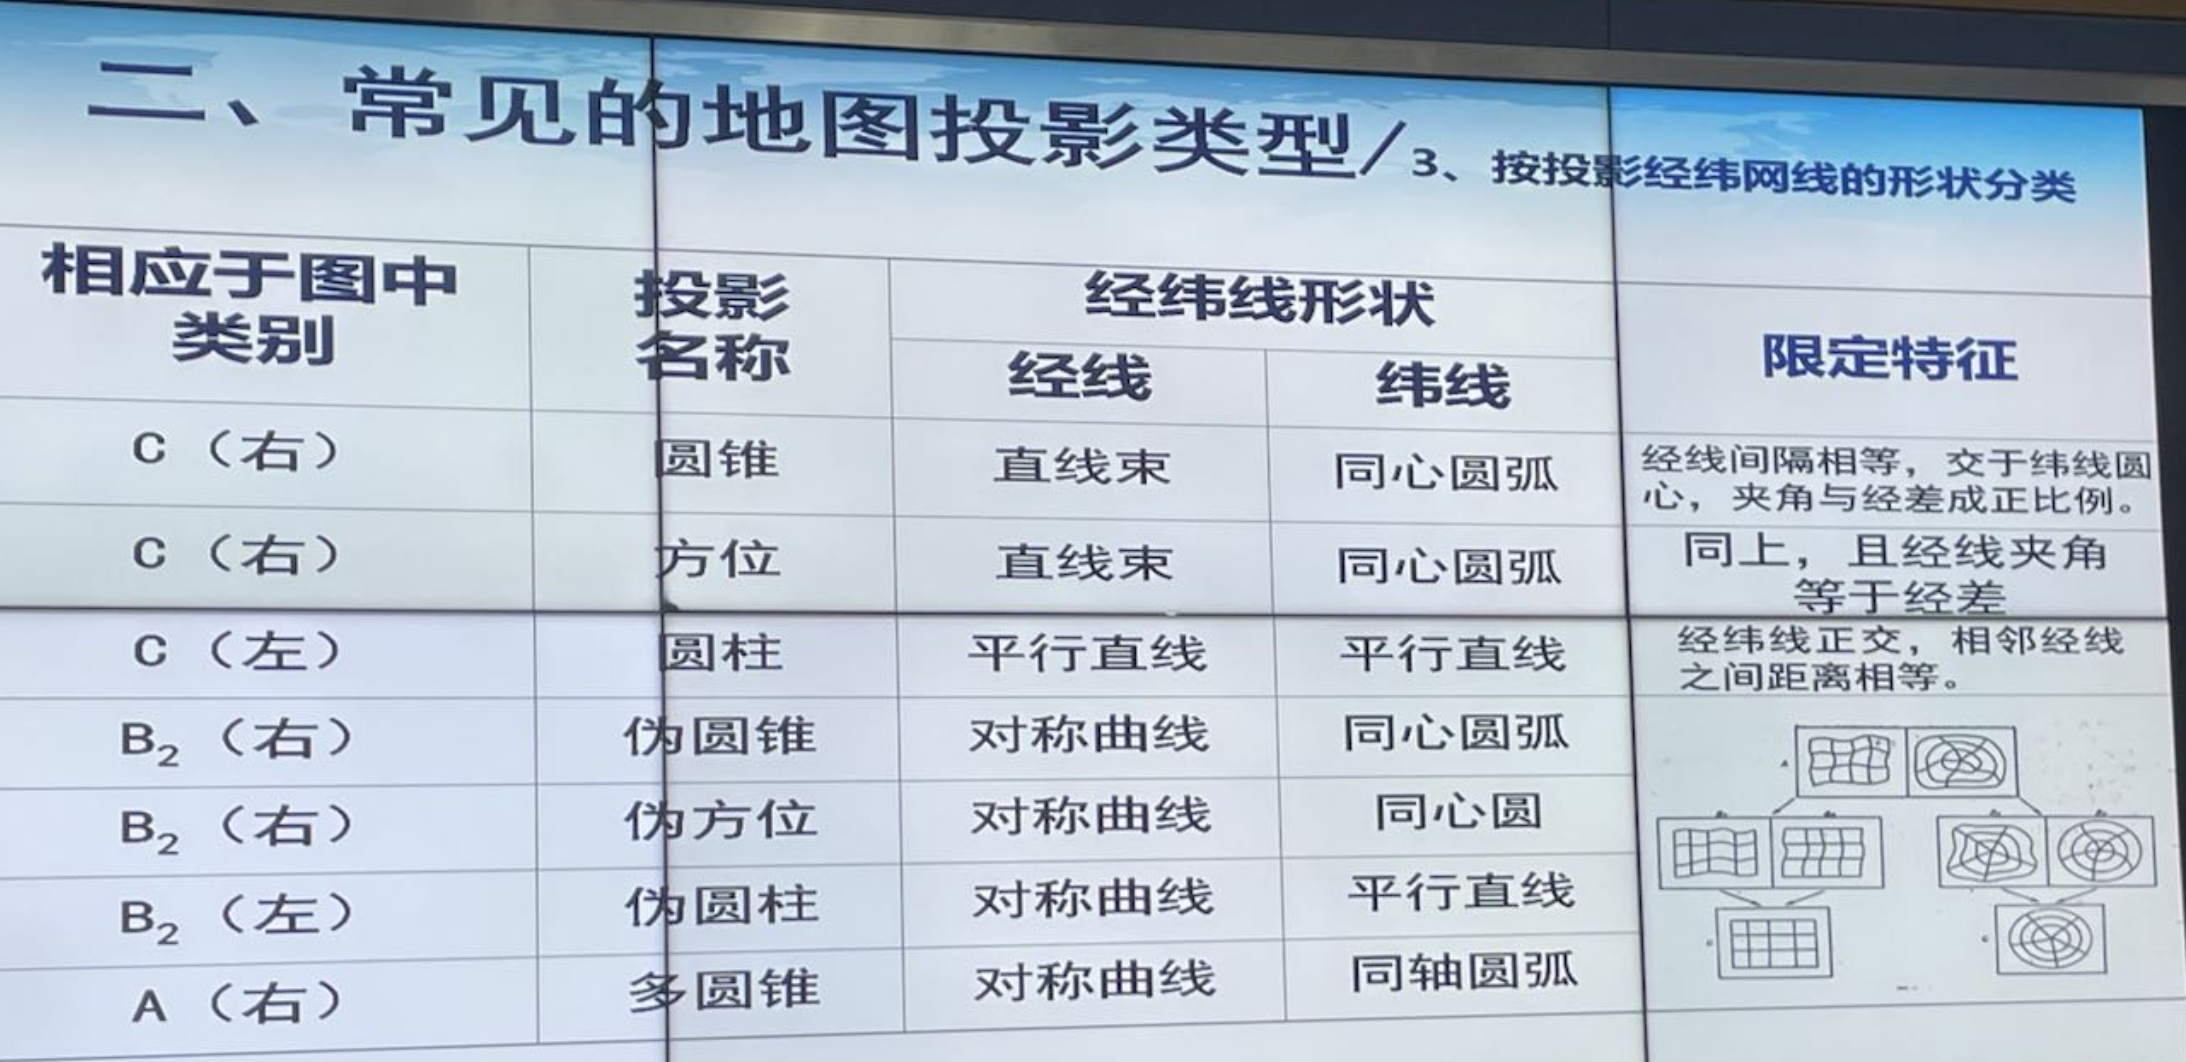 二、常见的地图投影类型/3、按投影经纬网线的形状分类
相应于图中
类别
投影
名称
经纬线形状
经线
纬线
限定特征
C（右）
圆锥
直线束
同心圆弧
经线间隔相等，交于纬线圆
心，夹角与经差成正比例。
C（右）
方位
直线束
同心圆弧
同上，且经线夹角
等于经差
C（左）
圆柱
平行直线
平行直线
经纬线正交，相邻经线
之间距离相等。
B₂（右）
伪圆锥
对称曲线
同心圆弧
B₂（右）
伪方位
对称曲线
同心圆
B₂（左）
伪圆柱
对称曲线
平行直线
A（右）
多圆锥
对称曲线
同轴圆弧